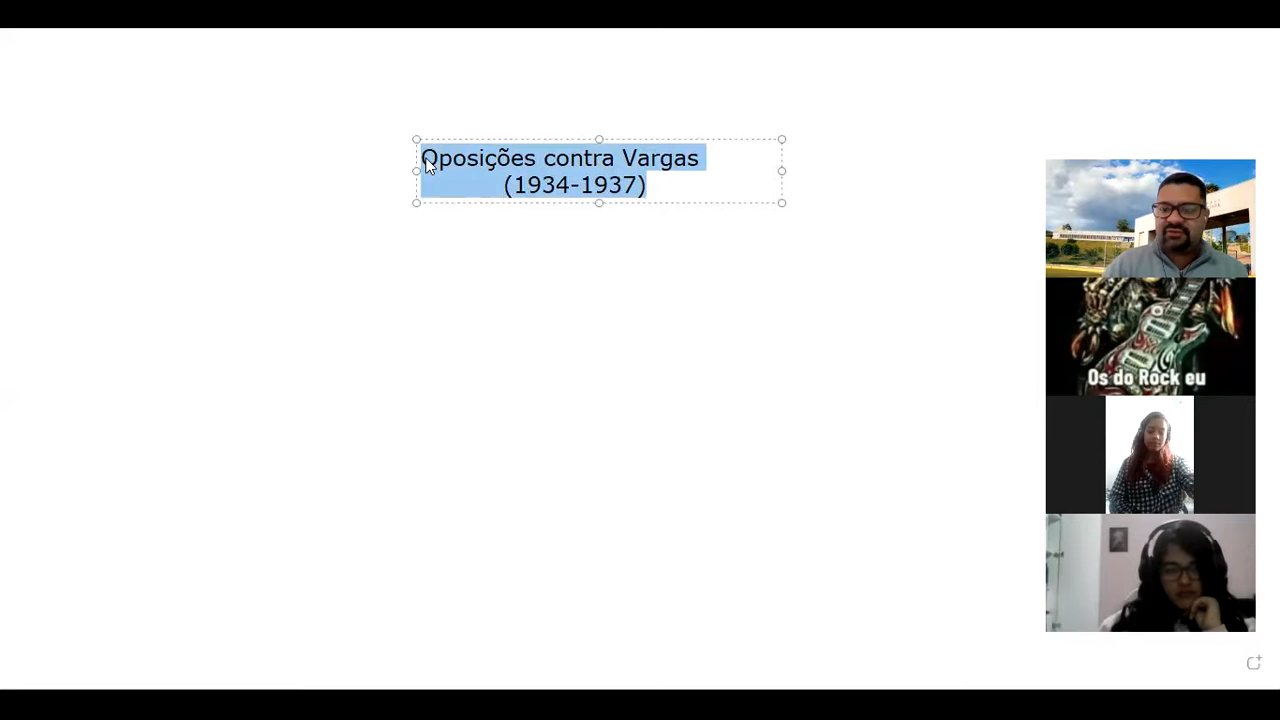 Oposições contra Vargas
(1934-1937)
Os do Rock eu